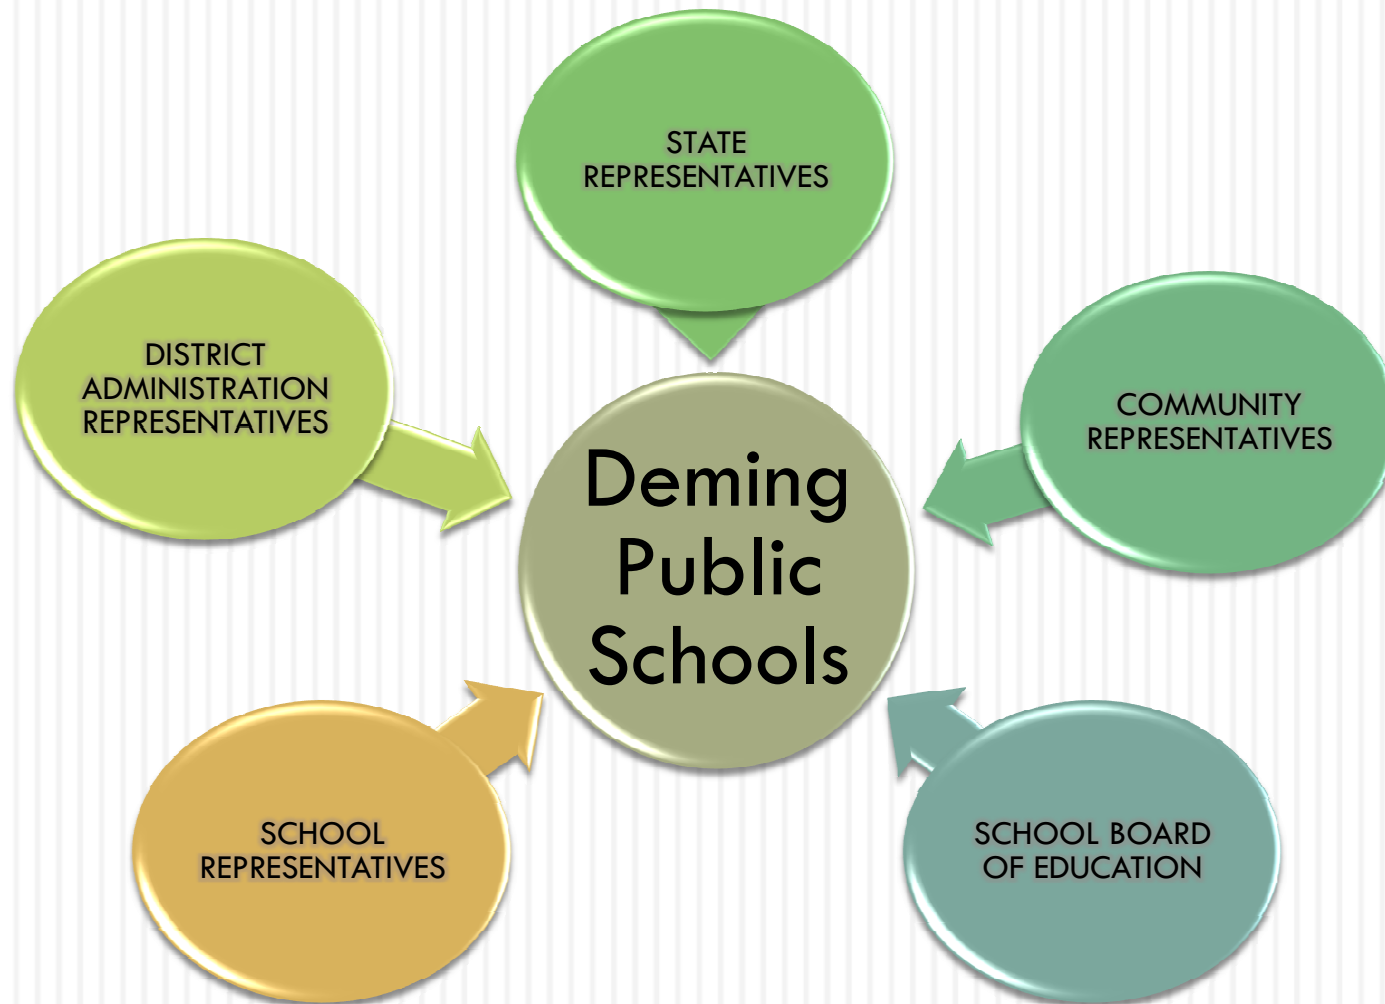 STATE
REPRESENTATIVES
DISTRICT
ADMINISTRATION
REPRESENTATIVES
COMMUNITY
REPRESENTATIVES
Deming
Public
Schools
SCHOOL
REPRESENTATIVES
SCHOOL BOARD
OF EDUCATION